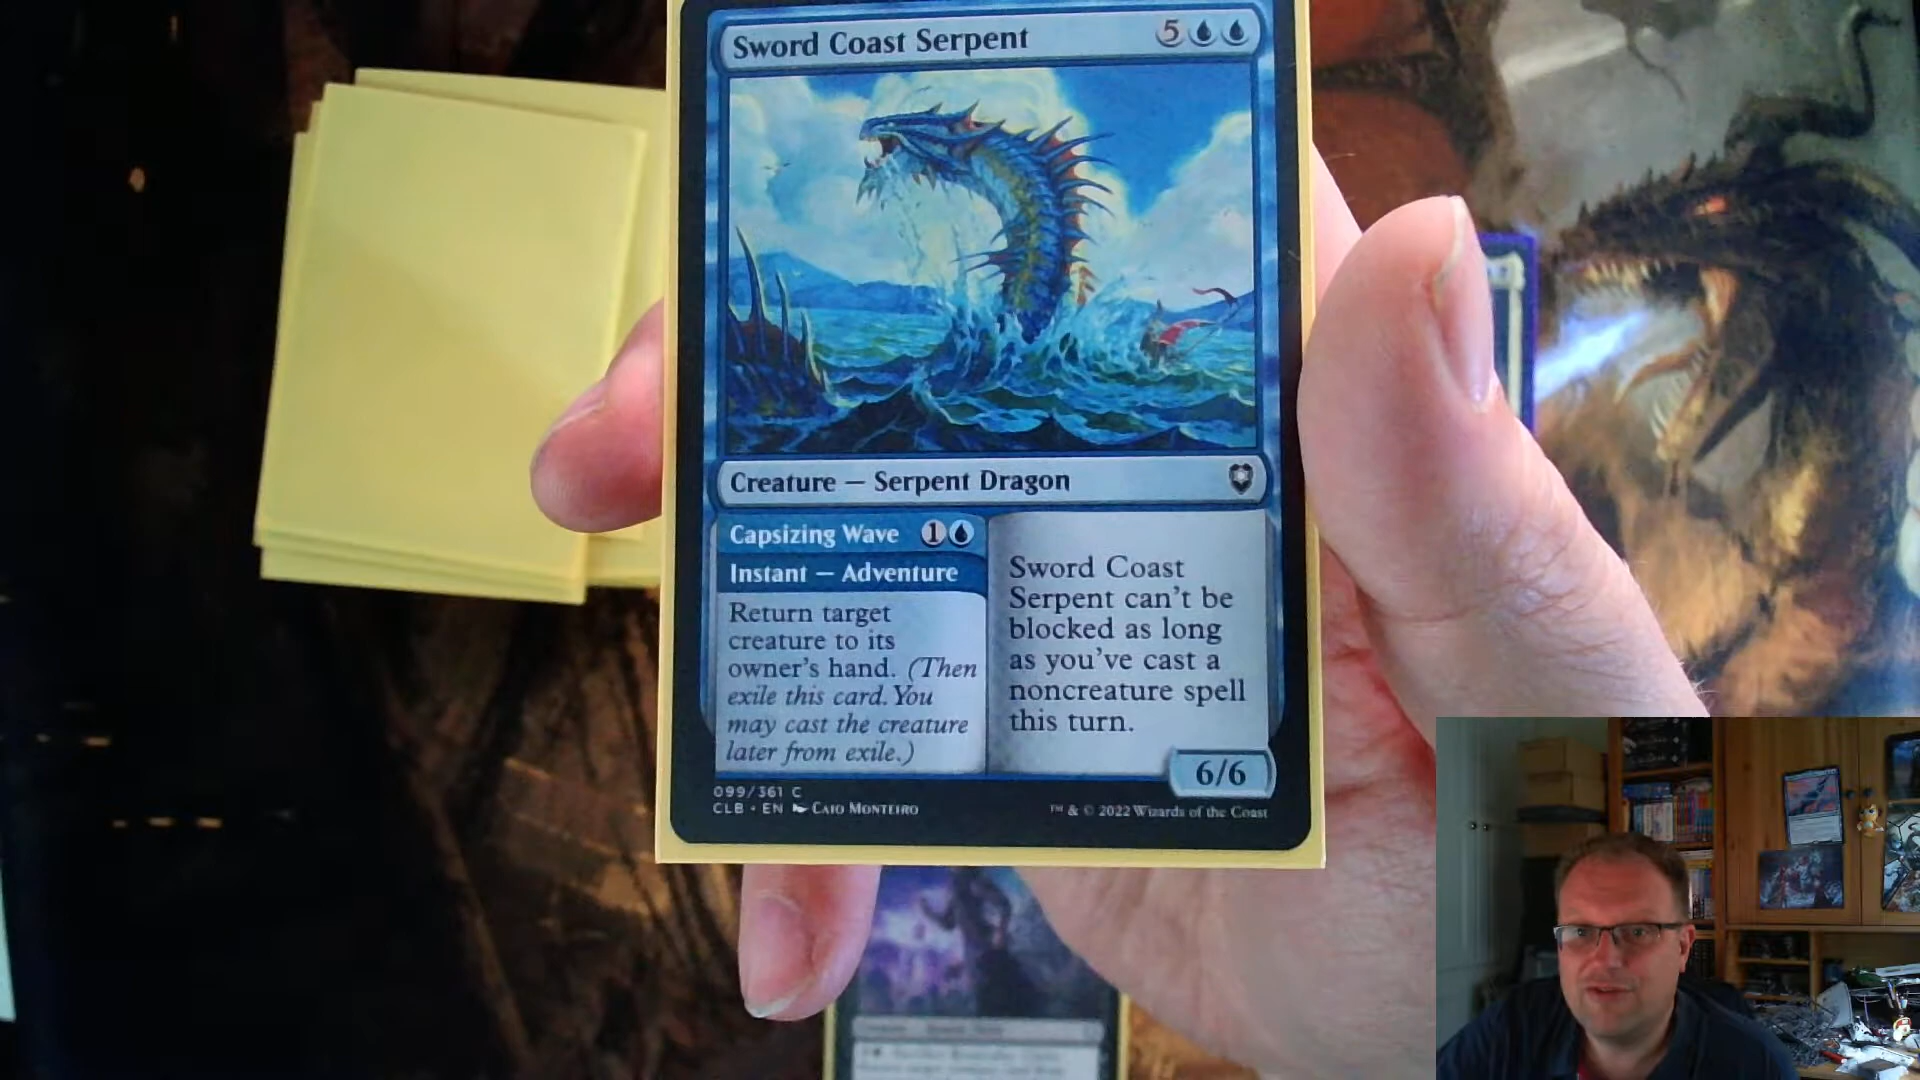 Sword Coast Serpent 5
Creature — Serpent Dragon
Capsizing Wave 1
Instant — Adventure
Return target
creature to its
owner's hand. (Then
exile this card. You
may cast the creature
later from exile.)
Sword Coast
Serpent can't be
blocked as long
as you've cast a
noncreature spell
this turn.
6/6
099/361 C
CLB • EN Caio Monteiro
™ & © 2022 Wizards of the Coast